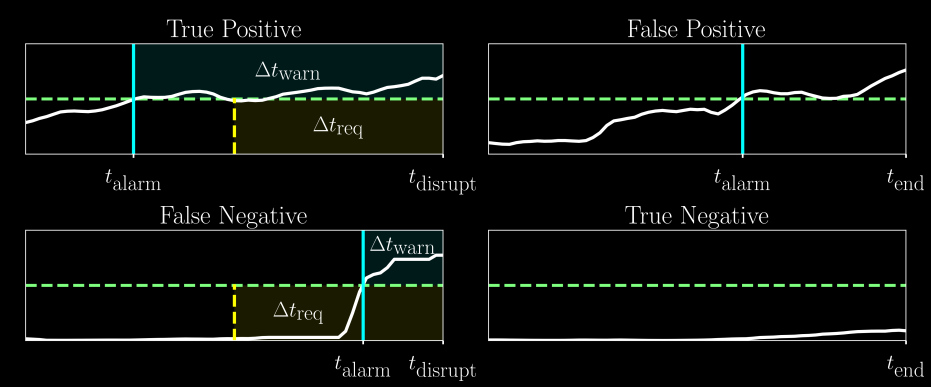 True Positive
Δt_warn
Δt_req
t_alarm t_disrupt
False Positive
t_alarm t_end
False Negative
Δt_warn
Δt_req
t_alarm t_disrupt
True Negative
t_end